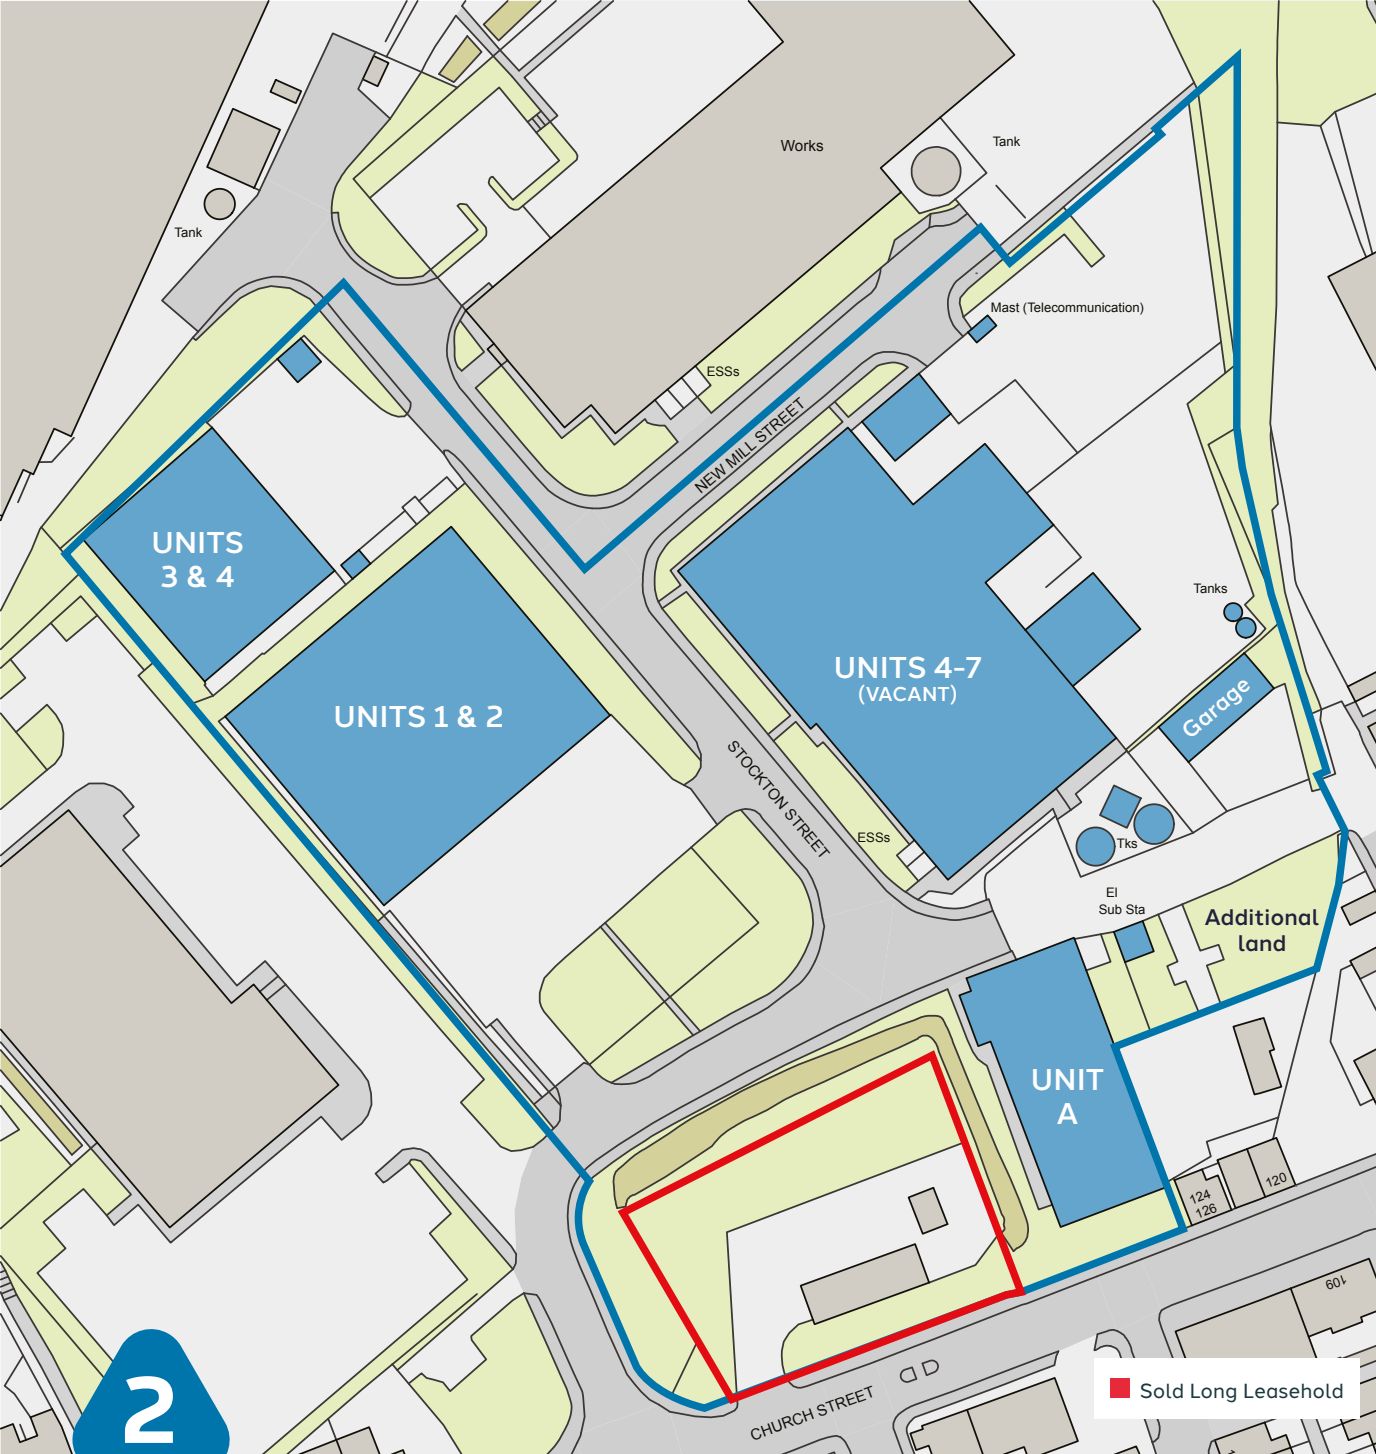 Works
Tank
Tank
Mast (Telecommunication)
ESSs
NEW MILL STREET
UNITS
3 & 4
UNITS 1 & 2
UNITS 4-7
(VACANT)
Tanks
Garage
STOCKTON STREET
ESSs
Tks
El
Sub Sta
Additional
land
UNIT
A
124
126
120
109
CHURCH STREET
Sold Long Leasehold
2